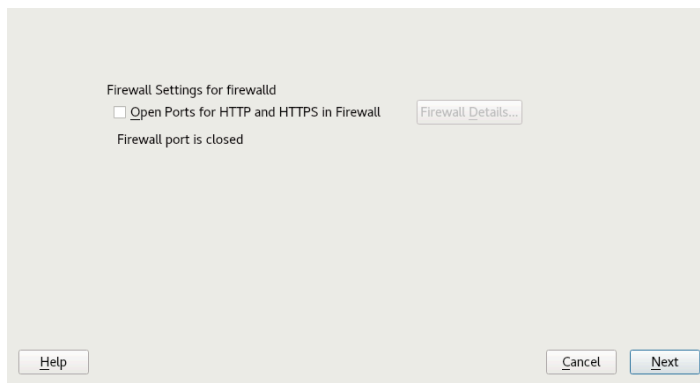 Firewall Settings for firewalld
Open Ports for HTTP and HTTPS in Firewall
Firewall Details...
Firewall port is closed
Help
Cancel
Next